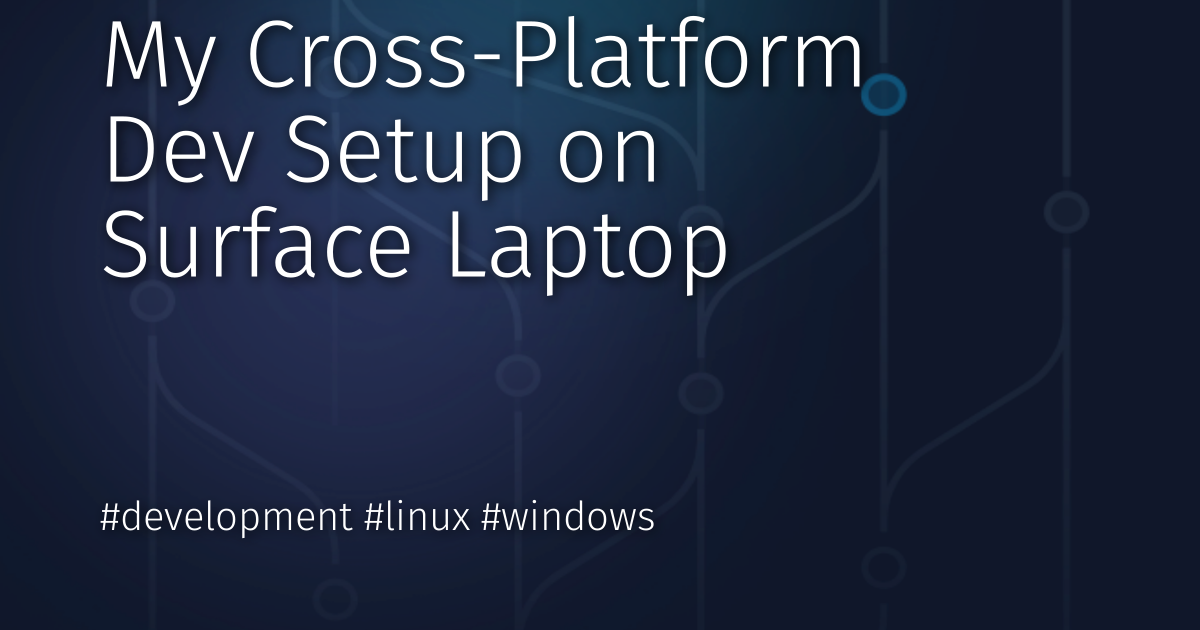 My Cross-Platform
Dev Setup on
Surface Laptop
#development #linux #windows